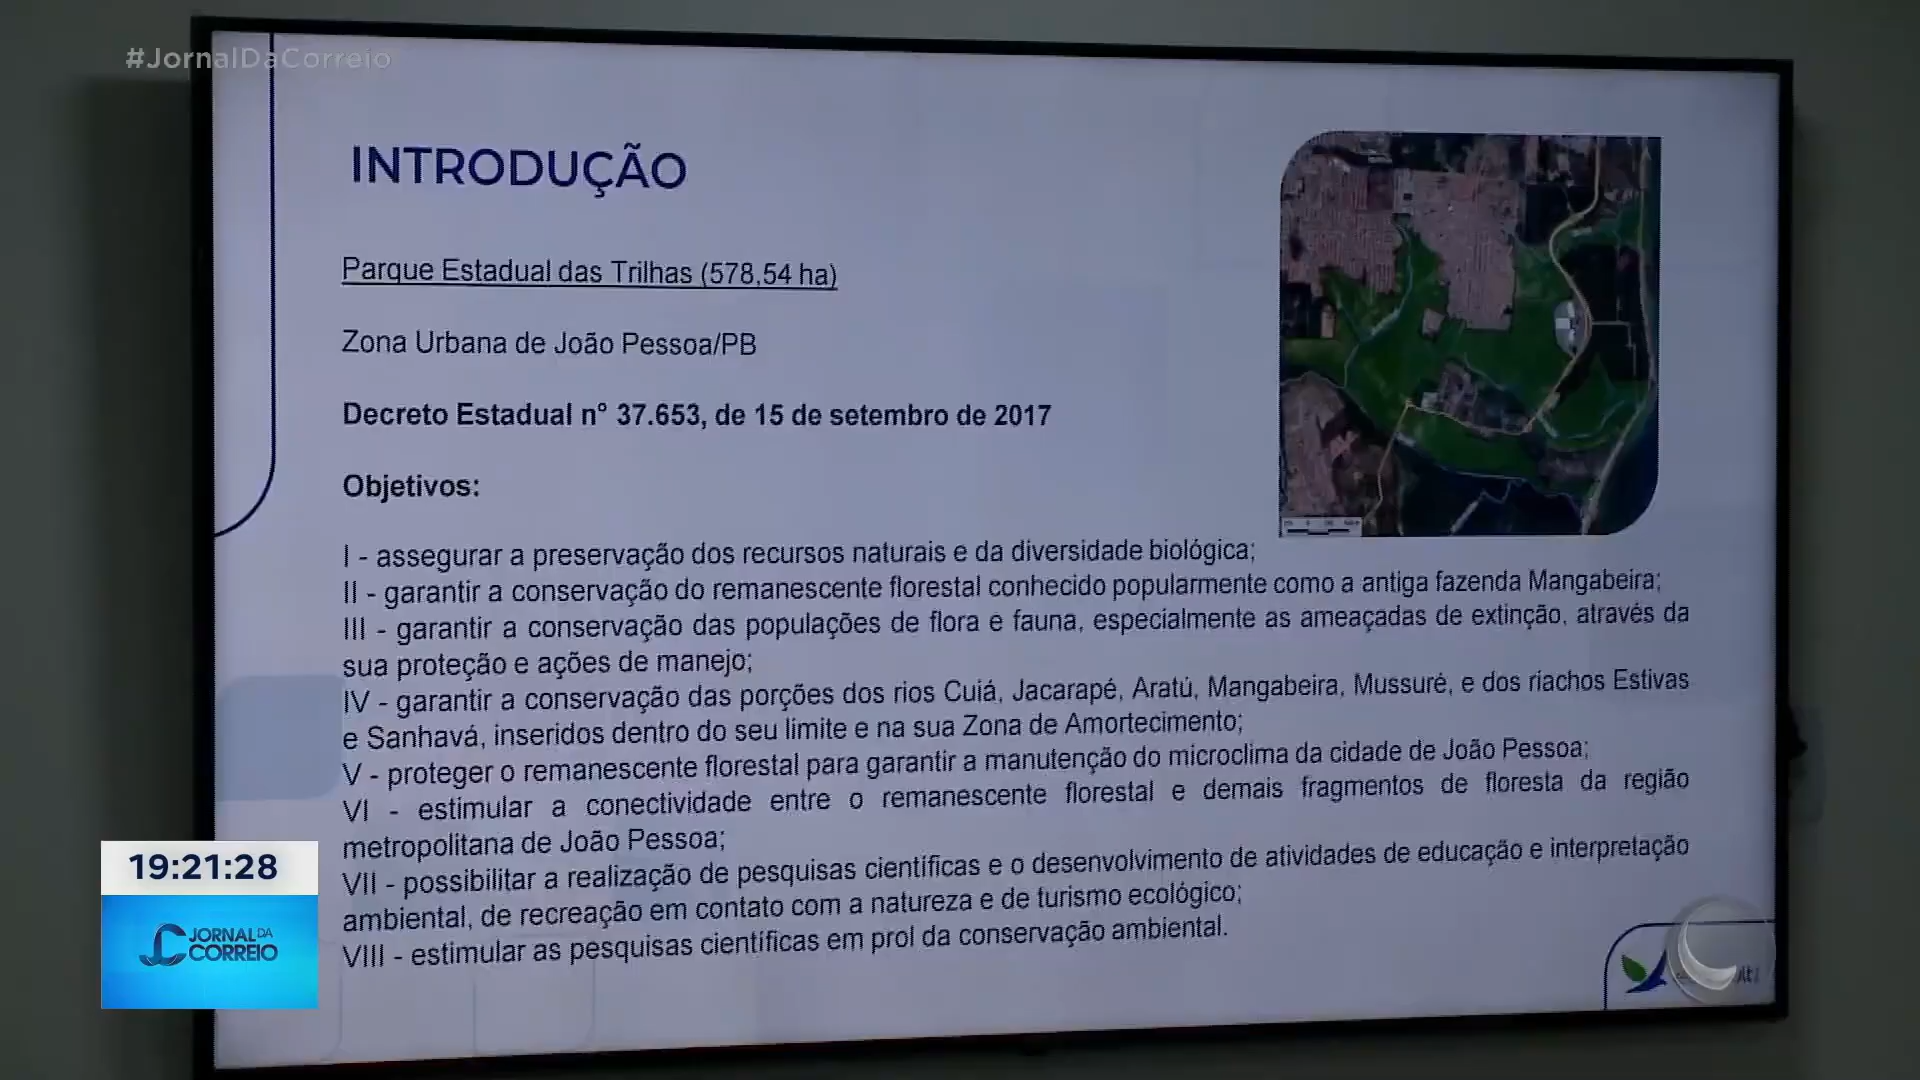 #JornalDaCorreio
INTRODUÇÃO
Parque Estadual das Trilhas (578,54 ha)
Zona Urbana de João Pessoa/PB
Decreto Estadual n° 37.653, de 15 de setembro de 2017
Objetivos:
I - assegurar a preservação dos recursos naturais e da diversidade biológica;
II - garantir a conservação do remanescente florestal conhecido popularmente como a antiga fazenda Mangabeira;
III - garantir a conservação das populações de flora e fauna, especialmente as ameaçadas de extinção, através da
sua proteção e ações de manejo;
IV - garantir a conservação das porções dos rios Cuiá, Jacarapé, Aratú, Mangabeira, Mussuré, e dos riachos Estivas
e Sanhavá, inseridos dentro do seu limite e na sua Zona de Amortecimento;
V - proteger o remanescente florestal para garantir a manutenção do microclima da cidade de João Pessoa;
VI - estimular a conectividade entre o remanescente florestal e demais fragmentos de floresta da região
metropolitana de João Pessoa;
VII - possibilitar a realização de pesquisas científicas e o desenvolvimento de atividades de educação e interpretação
ambiental, de recreação em contato com a natureza e de turismo ecológico;
VIII - estimular as pesquisas científicas em prol da conservação ambiental.
19:21:28
JORNAL DA
CORREIO